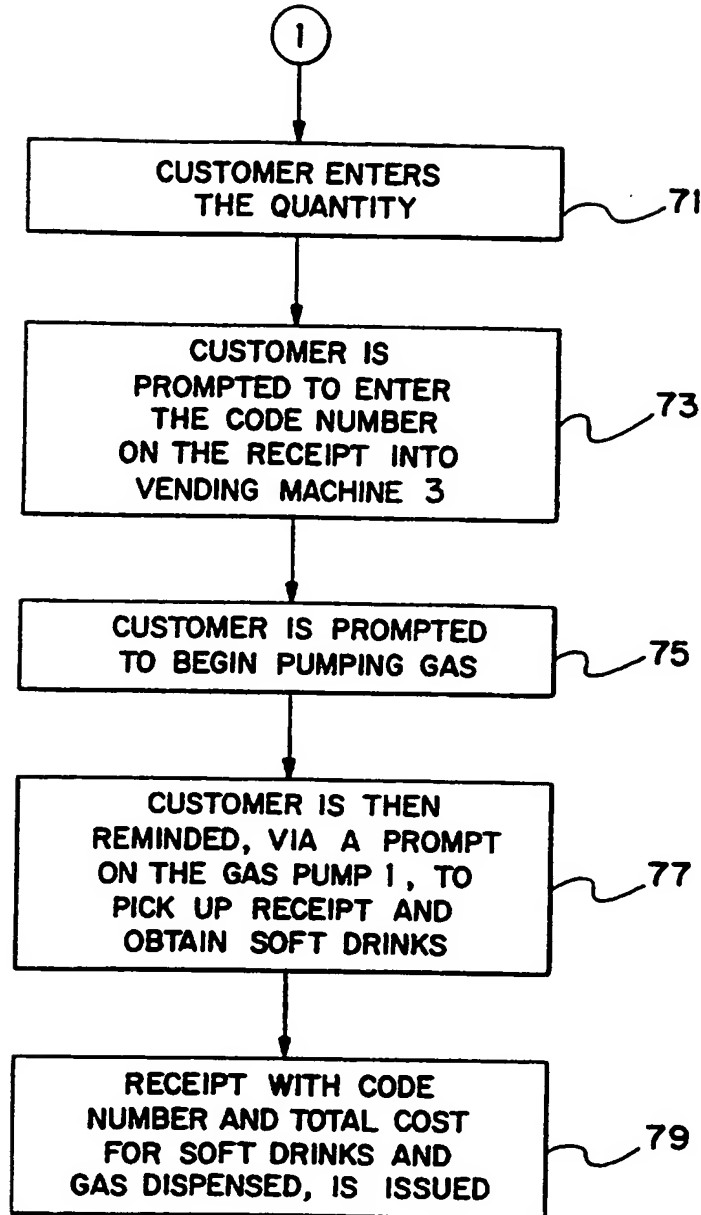 1
CUSTOMER ENTERS
THE QUANTITY
71
CUSTOMER IS
PROMPTED TO ENTER
THE CODE NUMBER
ON THE RECEIPT INTO
VENDING MACHINE 3
73
CUSTOMER IS PROMPTED
TO BEGIN PUMPING GAS
75
CUSTOMER IS THEN
REMINDED, VIA A PROMPT
ON THE GAS PUMP 1, TO
PICK UP RECEIPT AND
OBTAIN SOFT DRINKS
77
RECEIPT WITH CODE
NUMBER AND TOTAL COST
FOR SOFT DRINKS AND
GAS DISPENSED, IS ISSUED
79